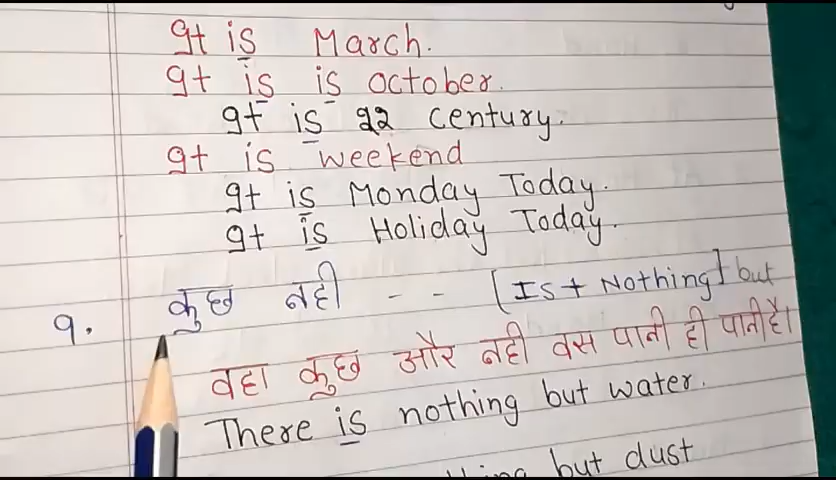 It is March.
It is is October.
It is 22 century.
It is weekend
It is Monday Today.
It is Holiday Today.
9. कुछ नही - - [Is + Nothing] but
वहा कुछ और नही वस पानी ही पानी है।
There is nothing but water.
but dust